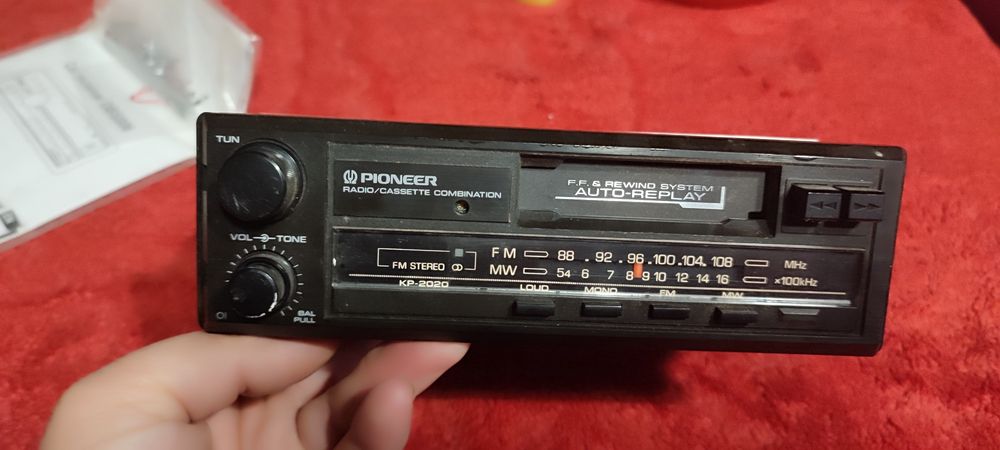 TUN
PIONEER
RADIO/CASSETTE COMBINATION
F.F. & REWIND SYSTEM
AUTO-REPLAY
VOL TONE
FM 88 . 92 . 96 . 100 . 104 . 108 MHz
FM STEREO
MW 54 6 7 8 9 10 12 14 16 ×100kHz
KP-2020 LOUD MONO FM MW
BAL
PULL